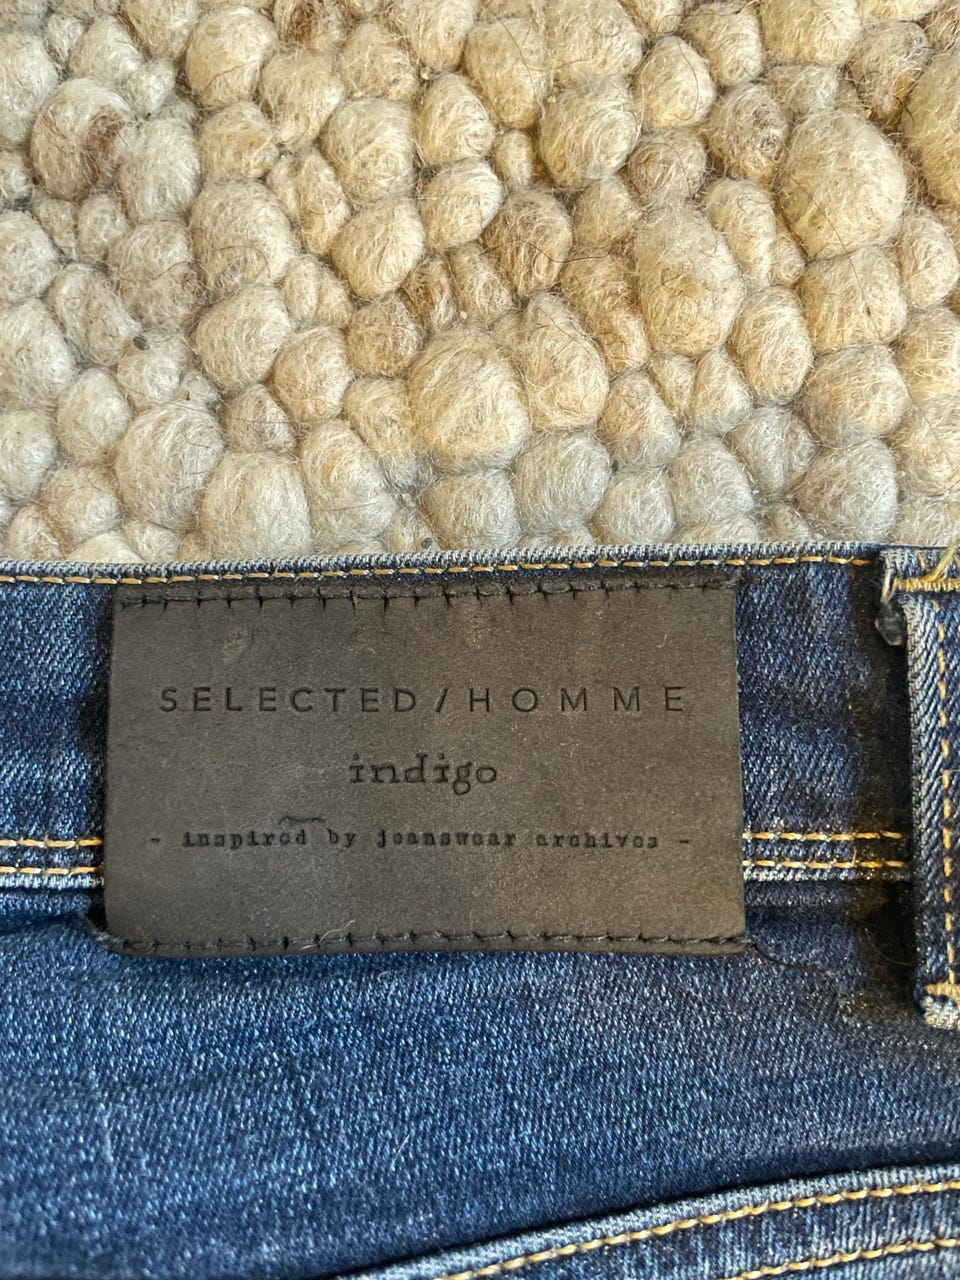 SELECTED/HOMME
indigo
- inspired by jeanswear archives -